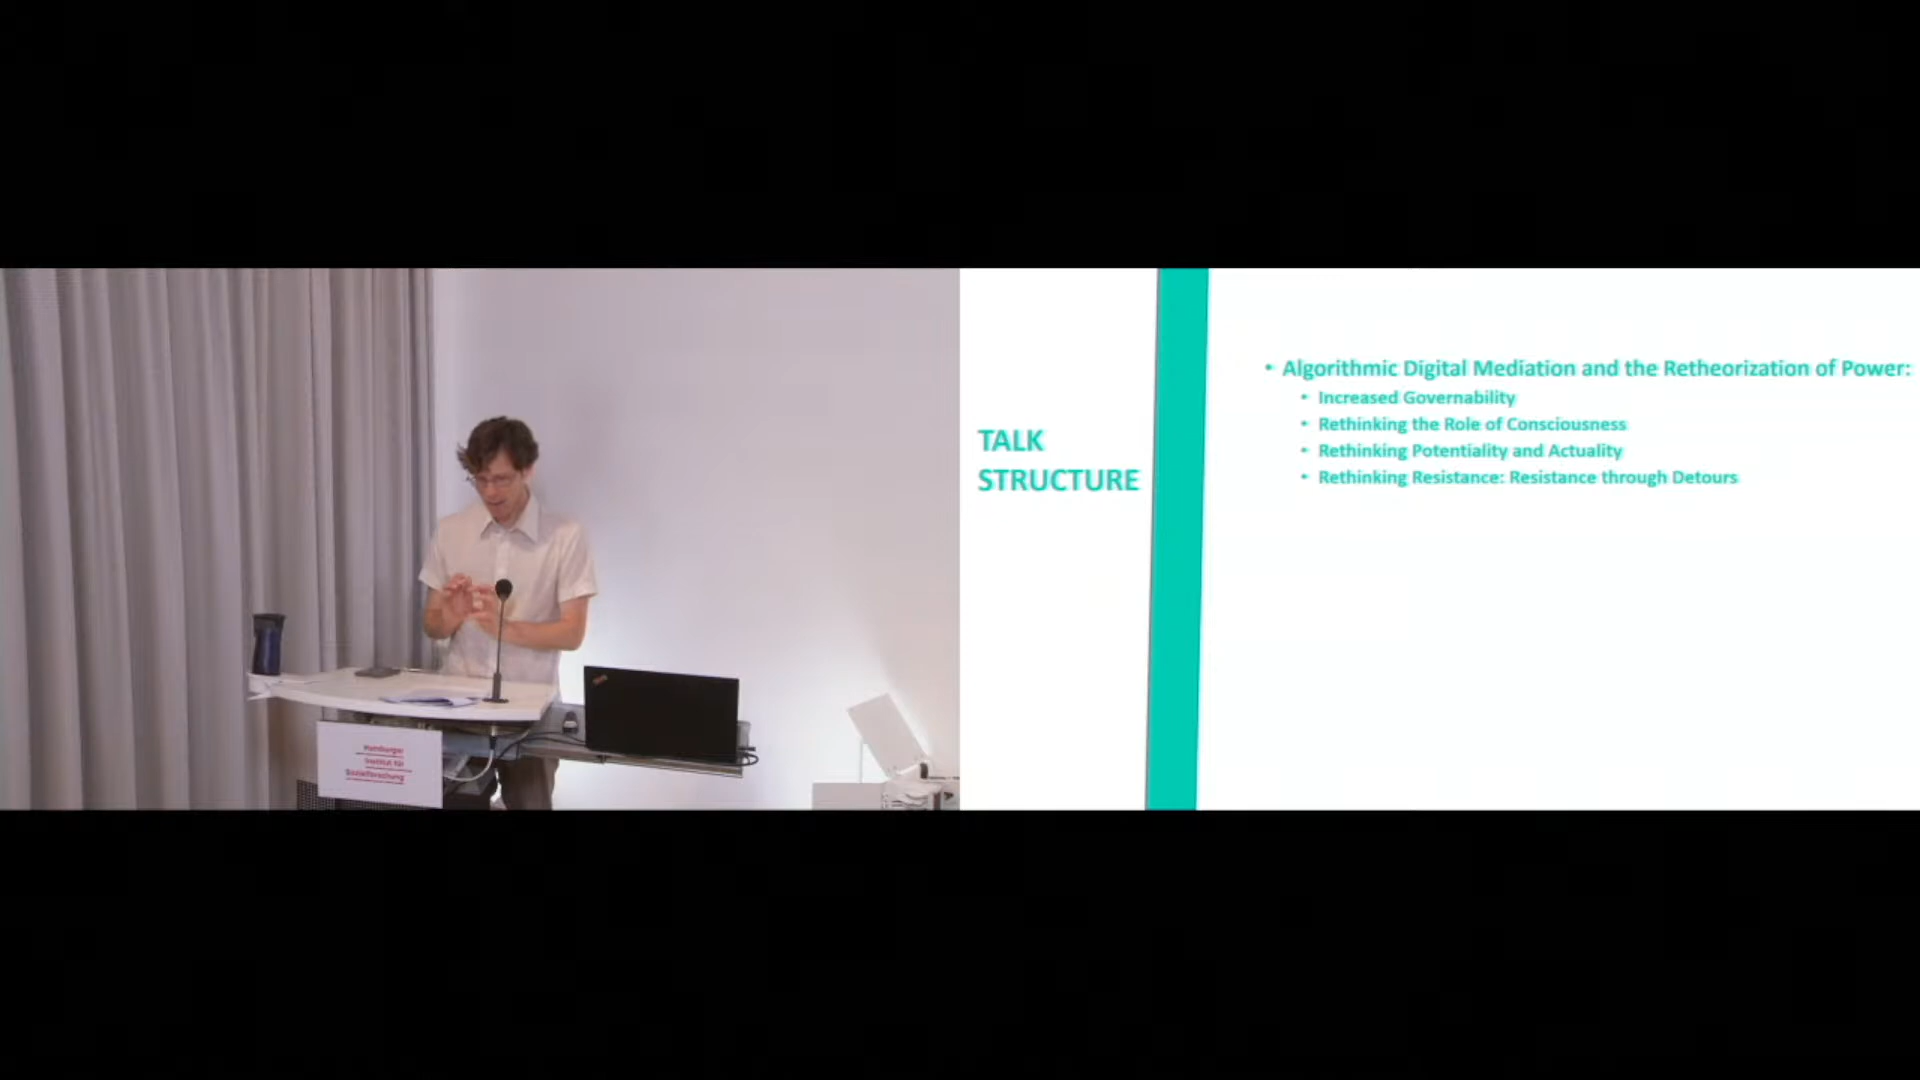 Hamburger
Institut für
Sozialforschung
TALK
STRUCTURE
• Algorithmic Digital Mediation and the Retheorization of Power:
• Increased Governability
• Rethinking the Role of Consciousness
• Rethinking Potentiality and Actuality
• Rethinking Resistance: Resistance through Detours